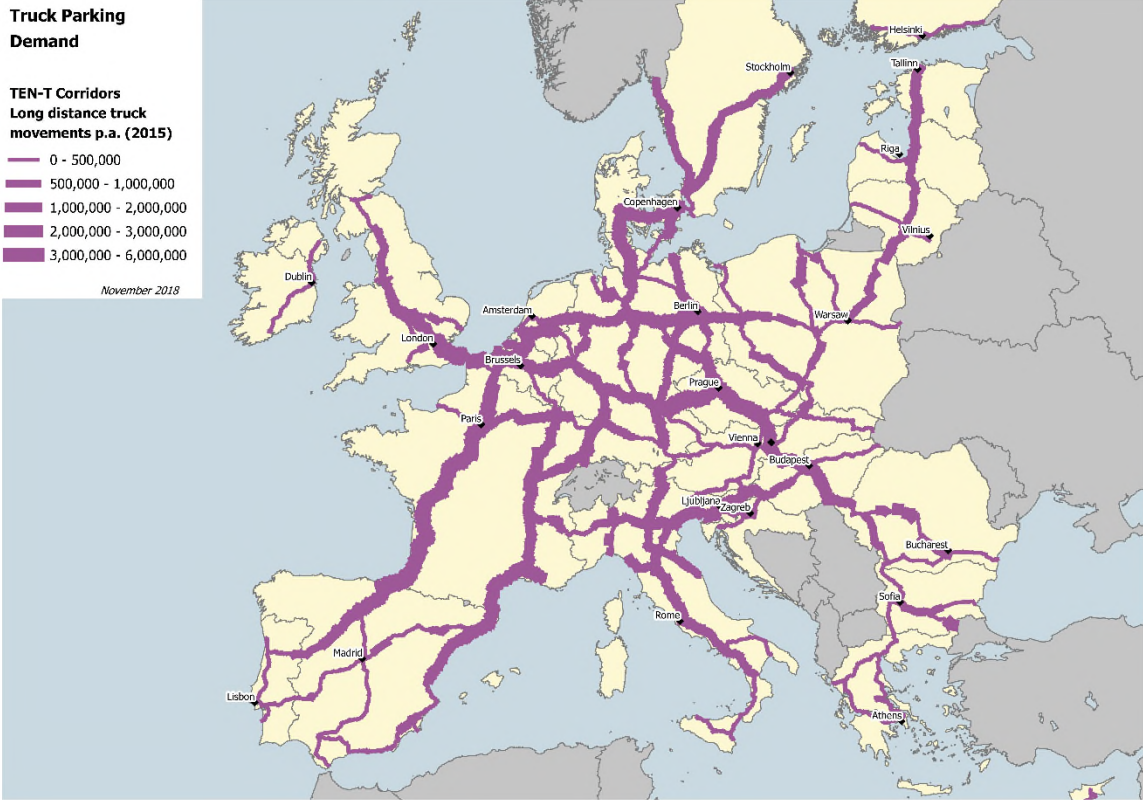 Truck Parking
Demand
TEN-T Corridors
Long distance truck
movements p.a. (2015)
0 - 500,000
500,000 - 1,000,000
1,000,000 - 2,000,000
2,000,000 - 3,000,000
3,000,000 - 6,000,000
November 2018
Helsinki
Tallinn
Stockholm
Riga
Copenhagen
Vilnius
Dublin
Amsterdam
Berlin
Warsaw
London
Brussels
Prague
Paris
Vienna
Budapest
Ljubljana
Zagreb
Bucharest
Sofia
Rome
Madrid
Lisbon
Athens